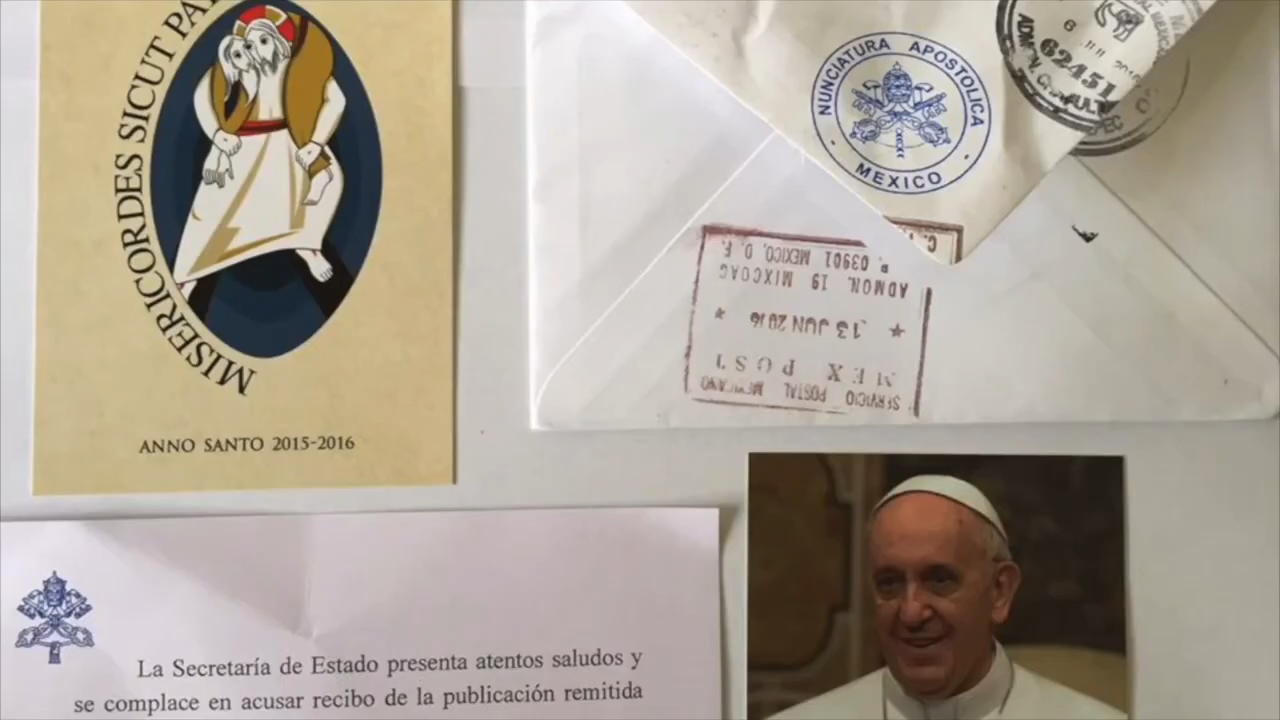 MISERICORDES SICUT
ANNO SANTO 2015-2016
NUNCIATURA APOSTOLICA
MEXICO
62451
SERVICIO POSTAL MEXICANO
MEX POST
13 JUN 2016
ADMON. 19 MIXCOAC
MEXICO, D. F.
La Secretaría de Estado presenta atentos saludos y
se complace en acusar recibo de la publicación remitida